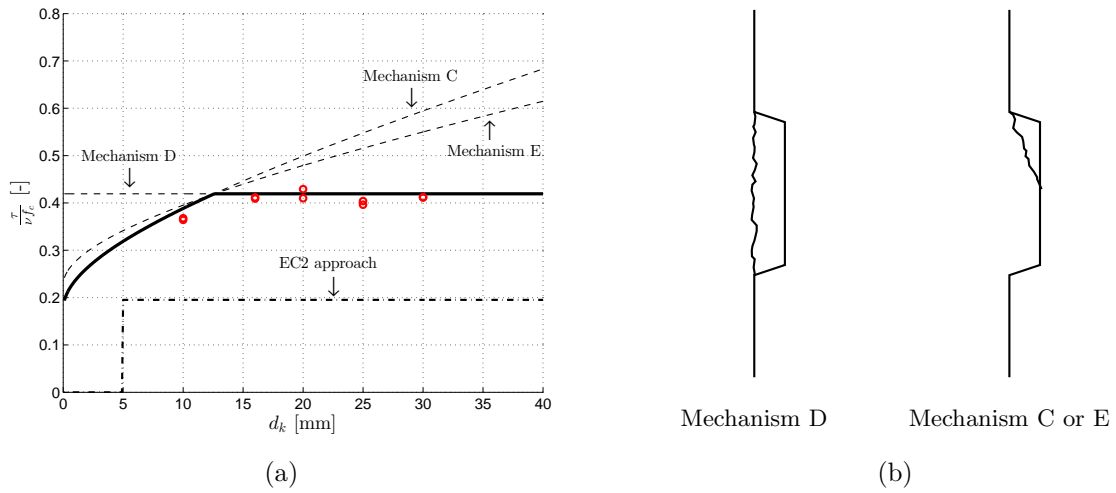 0.8
0.7
0.6
0.5
0.4
0.3
0.2
0.1
0
τ/(ν f_c) [-]
Mechanism C
Mechanism D
Mechanism E
EC2 approach
0 5 10 15 20 25 30 35 40
d_k [mm]
(a)
Mechanism D
Mechanism C or E
(b)